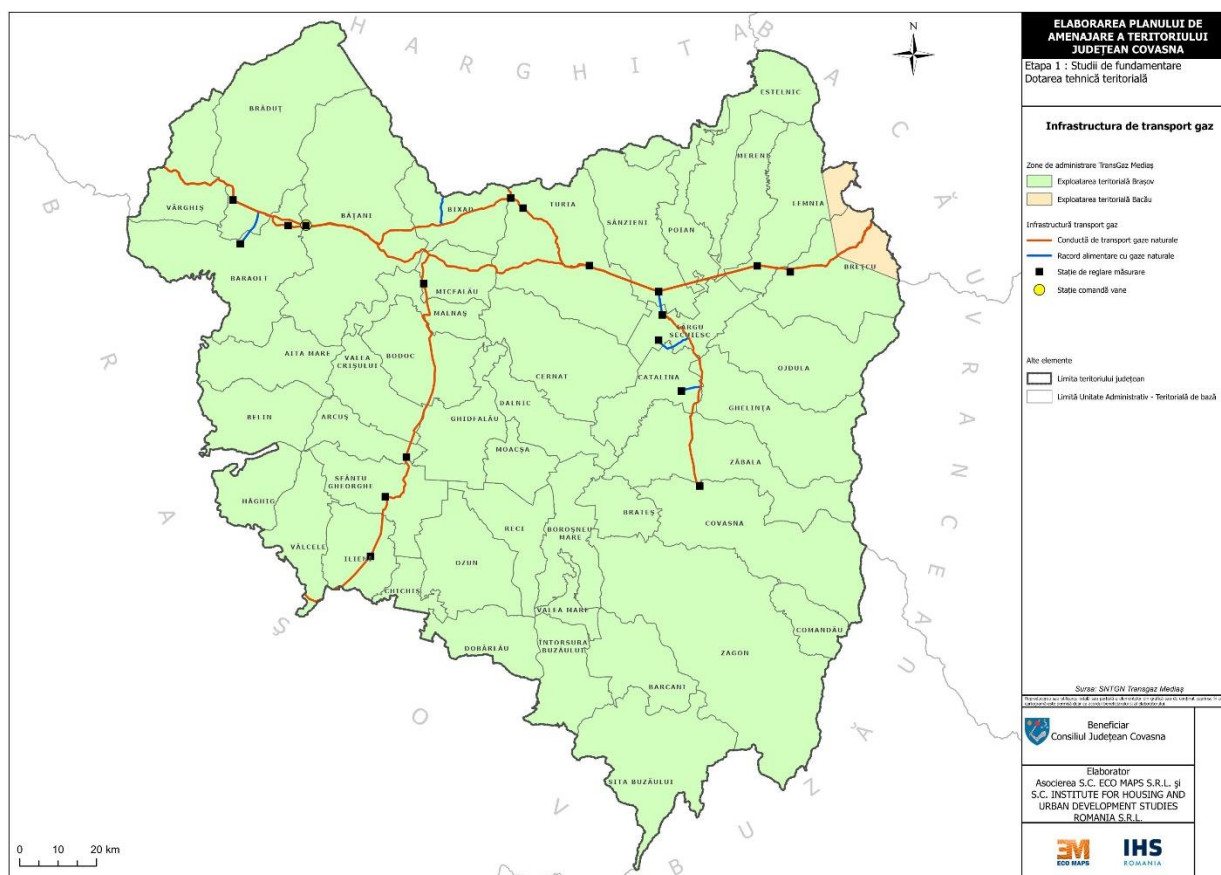 HARGHITA
BACĂU
VRANCEA
BUZĂU
BRAȘOV
N
ESTELNIC
BRĂDUȚ
MERENI
LEMNIA
VÂRGHIȘ
BĂȚANI
BIXAD
TURIA
SÂNZIENI
POIAN
BREȚCU
BARAOLT
MICFALĂU
MALNAȘ
TÂRGU
SECUIESC
AITA MARE
VALEA
CRIȘULUI
BODOC
CERNAT
CATALINA
OJDULA
DALNIC
GHELINȚA
BELIN
ARCUȘ
GHIDFALĂU
MOACȘA
ZĂBALA
SFÂNTU
GHEORGHE
HĂGHIG
BRATEȘ
COVASNA
RECI
BOROȘNEU
MARE
VÂLCELE
ILIENI
OZUN
CHICHIȘ
VALEA MARE
COMANDĂU
DOBÂRLĂU
ÎNTORSURA
BUZĂULUI
ZAGON
BARCANI
SITA BUZĂULUI
0 10 20 km
ELABORAREA PLANULUI DE
AMENAJARE A TERITORIULUI
JUDEȚEAN COVASNA
Etapa 1 : Studii de fundamentare
Dotarea tehnică teritorială
Infrastructura de transport gaz
Zone de administrare TransGaz Mediaș
Exploatarea teritorială Brașov
Exploatarea teritorială Bacău
Infrastructură transport gaz
Conductă de transport gaze naturale
Racord alimentare cu gaze naturale
Stație de reglare măsurare
Stație comandă vane
Alte elemente
Limita teritoriului județean
Limită Unitate Administrativ - Teritorială de bază
Sursa: SNTGN Transgaz Mediaș
Beneficiar
Consiliul Județean Covasna
Elaborator
Asocierea S.C. ECO MAPS S.R.L. și
S.C. INSTITUTE FOR HOUSING AND
URBAN DEVELOPMENT STUDIES
ROMANIA S.R.L.
ECO MAPS
IHS
ROMANIA